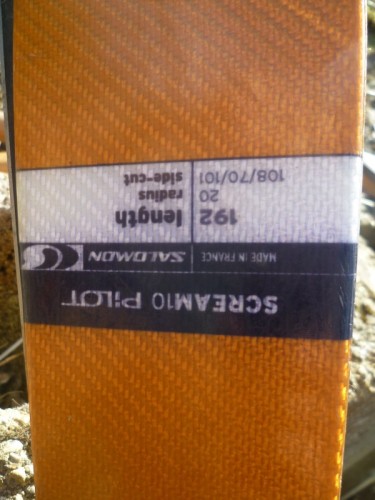 SCREAM10 PILOT
MADE IN FRANCE SALOMON
192 length
20 radius
108/70/101 side-cut